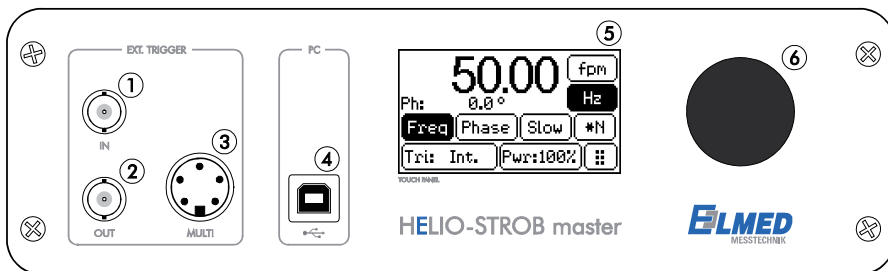 EXT. TRIGGER
1
IN
2
OUT
3
MULTI
PC
4
5
50.00
fpm
Hz
Ph: 0.0°
Freq Phase Slow *N
Tri: Int. Pwr:100%
TOUCH PANEL
HELIO-STROB master
6
ELMED
MESSTECHNIK